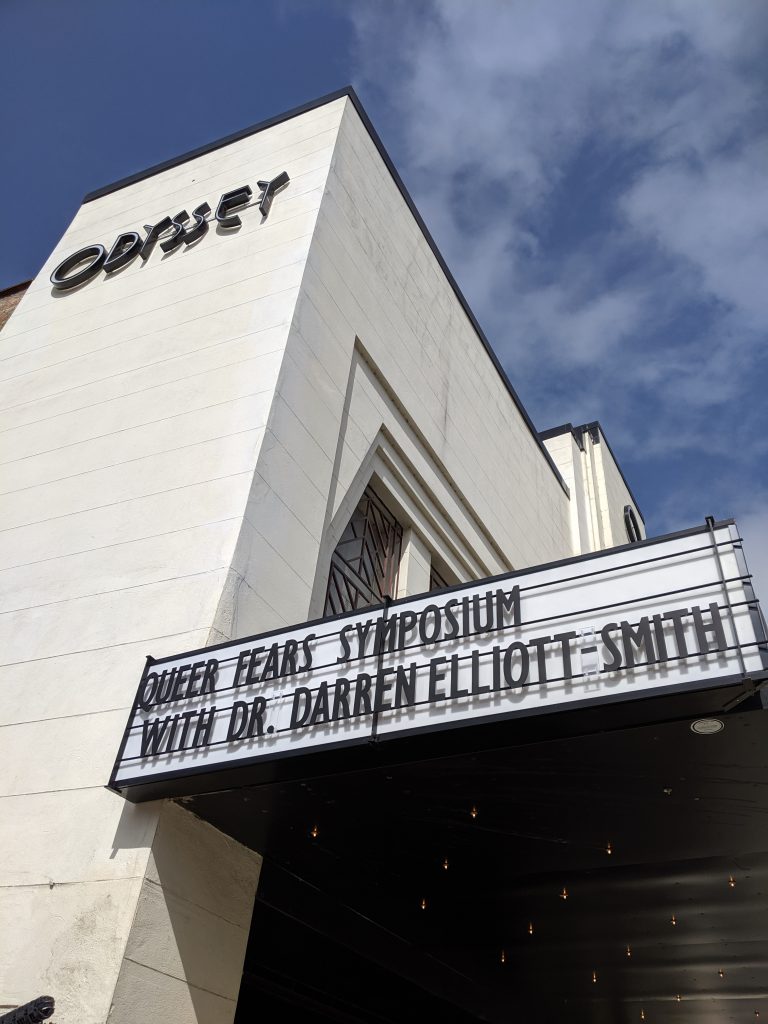 ODYSSEY
QUEER FEARS SYMPOSIUM
WITH DR. DARREN ELLIOTT-SMITH